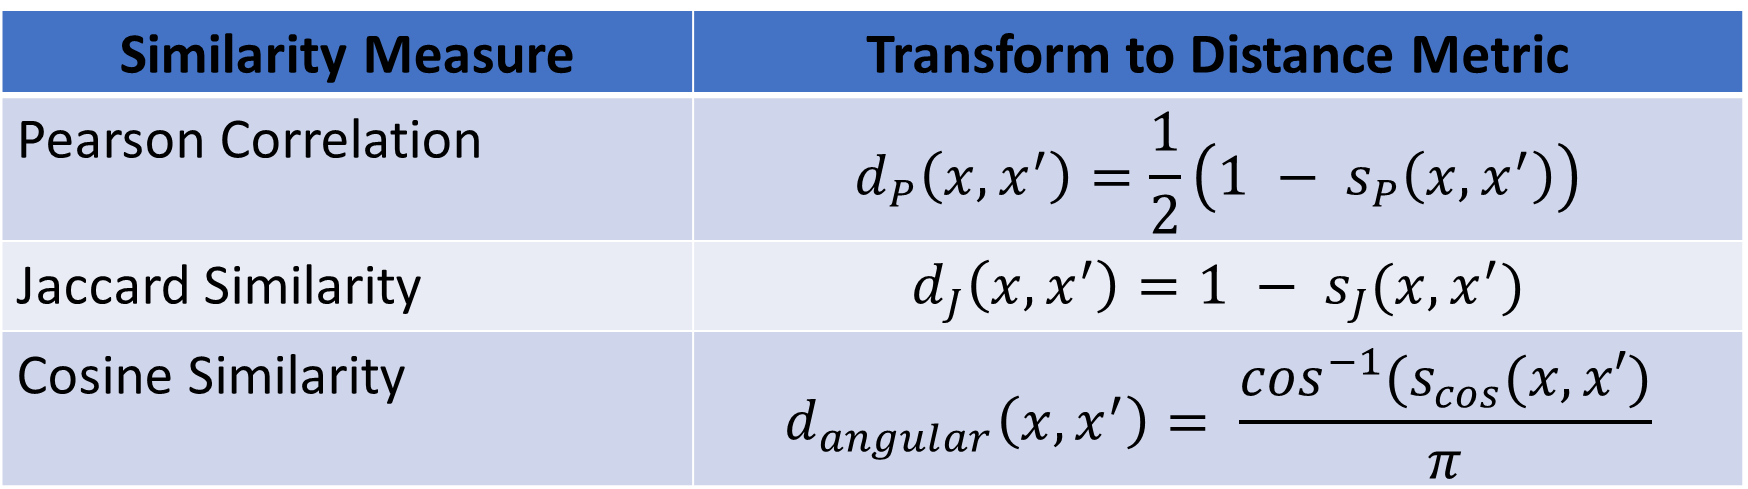 Similarity Measure
Transform to Distance Metric
Pearson Correlation
d_P(x, x′) = 1/2 (1 − s_P(x, x′))
Jaccard Similarity
d_J(x, x′) = 1 − s_J(x, x′)
Cosine Similarity
d_angular(x, x′) = cos⁻¹(s_cos(x, x′) / π